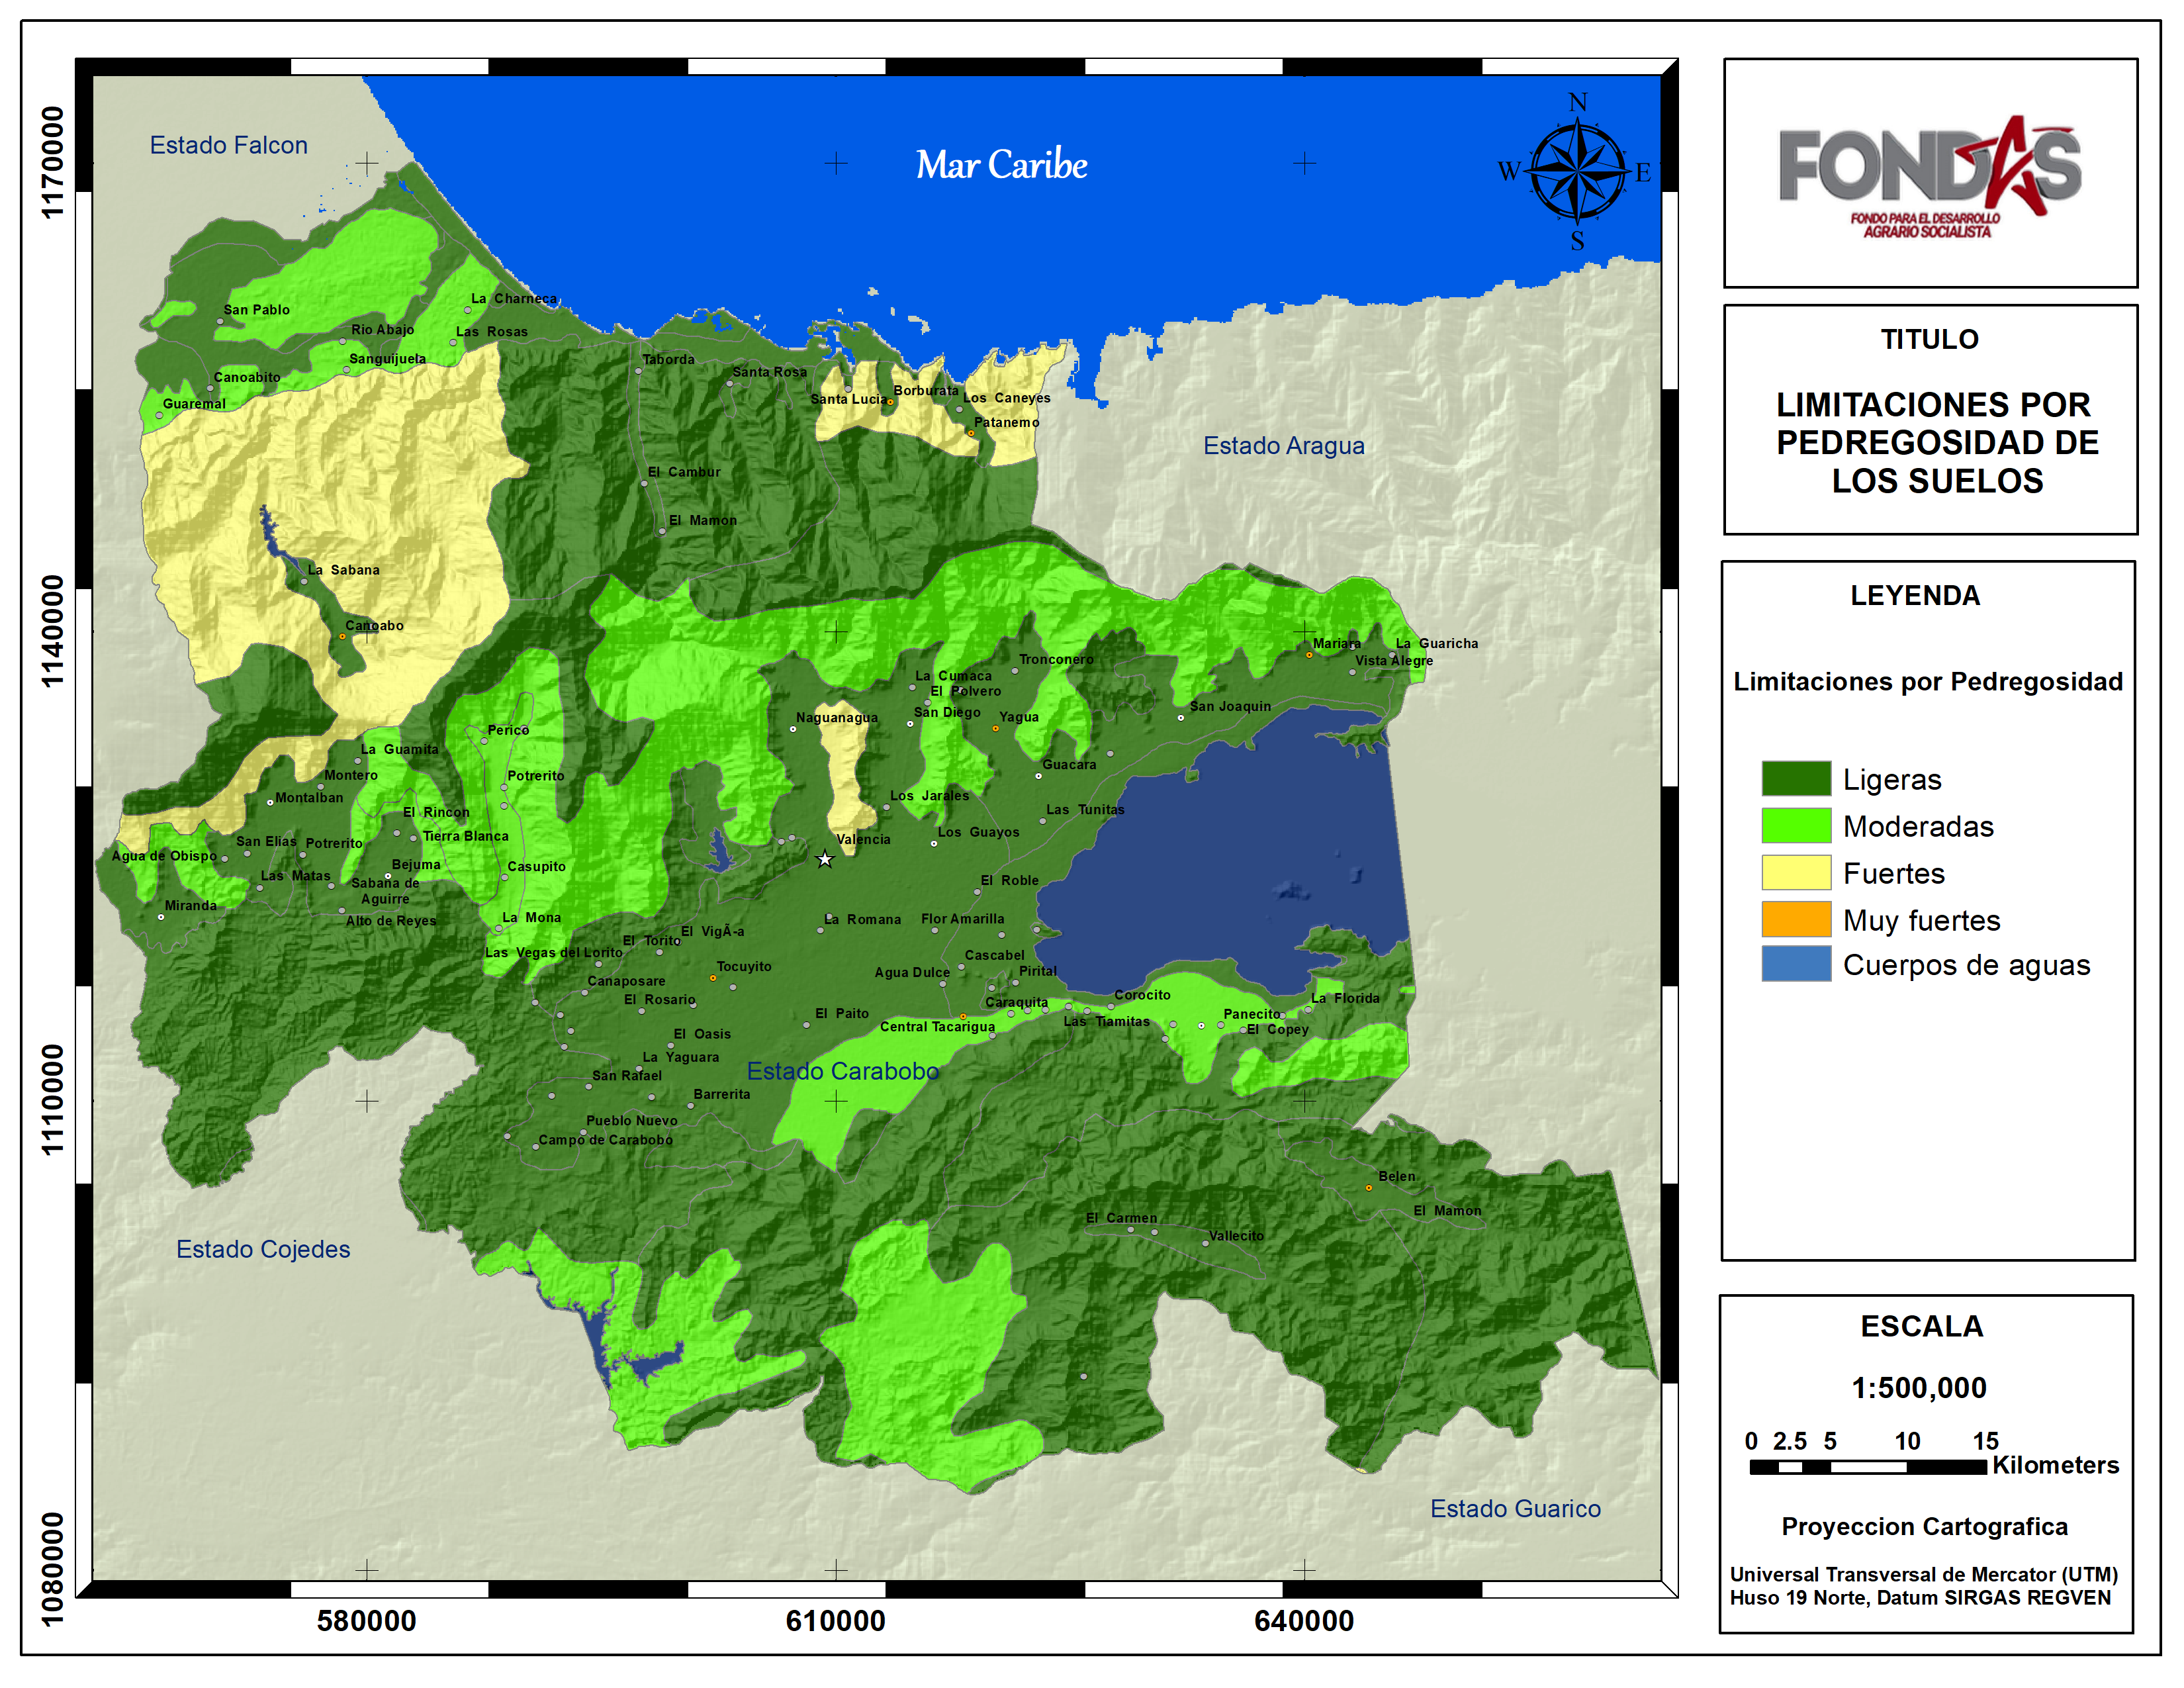 Estado Falcon
Mar Caribe
N
W
E
S
Estado Aragua
Estado Carabobo
Estado Cojedes
Estado Guarico
San Pablo
La Charneca
Rio Abajo
Las Rosas
Sanguijuela
Canoabito
Guaremal
Taborda
Santa Rosa
Santa Lucia
Borburata
Los Caneyes
Patanemo
El Cambur
El Mamon
La Sabana
Canoabo
Tronconero
Mariara
La Guaricha
Vista Alegre
La Cumaca
El Polvero
San Diego
Yagua
San Joaquin
Naguanagua
Perico
La Guamita
Montero
Potrerito
Guacara
Montalban
El Rincon
Los Jarales
Las Tunitas
San Elias
Potrerito
Tierra Blanca
Valencia
Los Guayos
Agua de Obispo
Bejuma
Casupito
Las Matas
Sabana de
Aguirre
El Roble
Miranda
Alto de Reyes
La Mona
La Romana
Flor Amarilla
El Torito
El VigÃ-a
Las Vegas del Lorito
Cascabel
Tocuyito
Agua Dulce
Pirital
Canaposare
El Rosario
Caraquita
Corocito
La Florida
El Paito
Central Tacarigua
Las Tiamitas
Panecito
El Copey
El Oasis
La Yaguara
San Rafael
Barrerita
Pueblo Nuevo
Campo de Carabobo
Belen
El Mamon
El Carmen
Vallecito
1170000
1140000
1110000
1080000
580000
610000
640000
FONDAS
FONDO PARA EL DESARROLLO
AGRARIO SOCIALISTA
TITULO
LIMITACIONES POR
PEDREGOSIDAD DE
LOS SUELOS
LEYENDA
Limitaciones por Pedregosidad
Ligeras
Moderadas
Fuertes
Muy fuertes
Cuerpos de aguas
ESCALA
1:500,000
0 2.5 5 10 15
Kilometers
Proyeccion Cartografica
Universal Transversal de Mercator (UTM)
Huso 19 Norte, Datum SIRGAS REGVEN